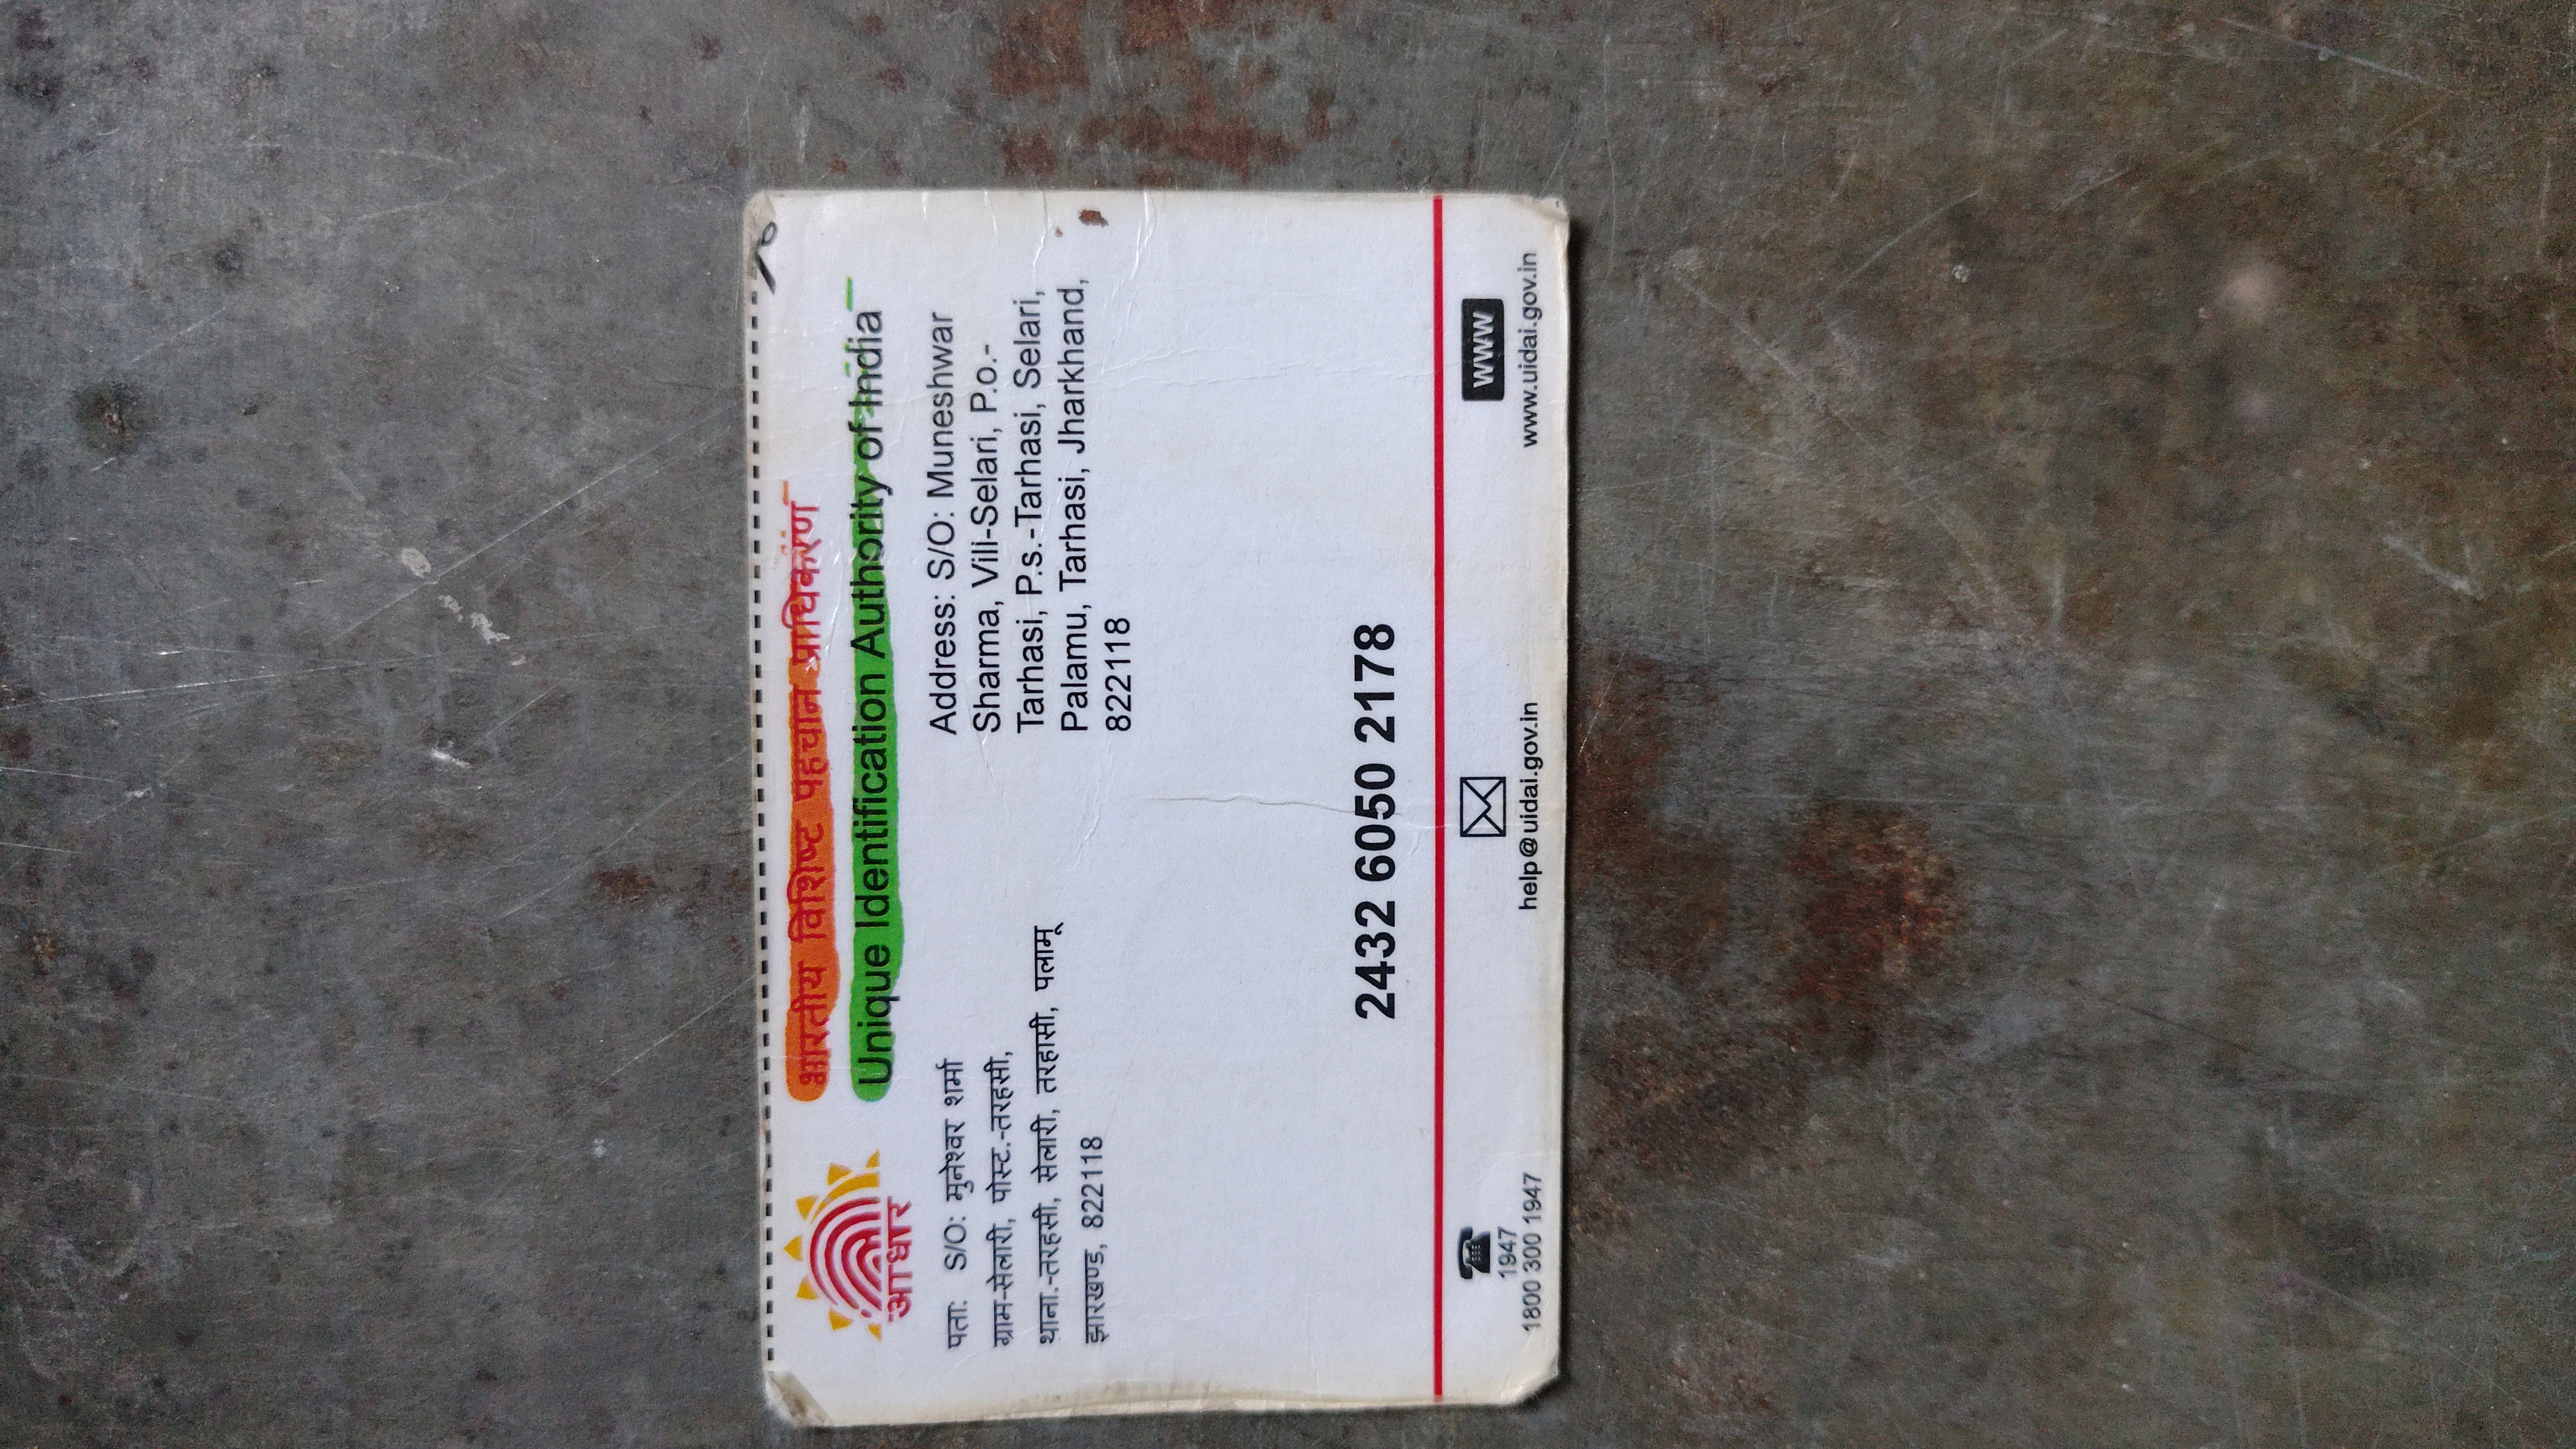 भारतीय विशिष्ट पहचान प्राधिकरण
Unique Identification Authority of India
आधार
पता: S/O: मुनेश्वर शर्मा
ग्राम-सेलारी, पोस्ट.-तरहसी,
थाना.-तरहसी, सेलारी, तरहासी, पलामू
झारखण्ड, 822118
Address: S/O: Muneshwar
Sharma, Vill-Selari, P.o.-
Tarhasi, P.s.-Tarhasi, Selari,
Palamu, Tarhasi, Jharkhand,
822118
2432 6050 2178
1947
1800 300 1947
help@uidai.gov.in
www
www.uidai.gov.in